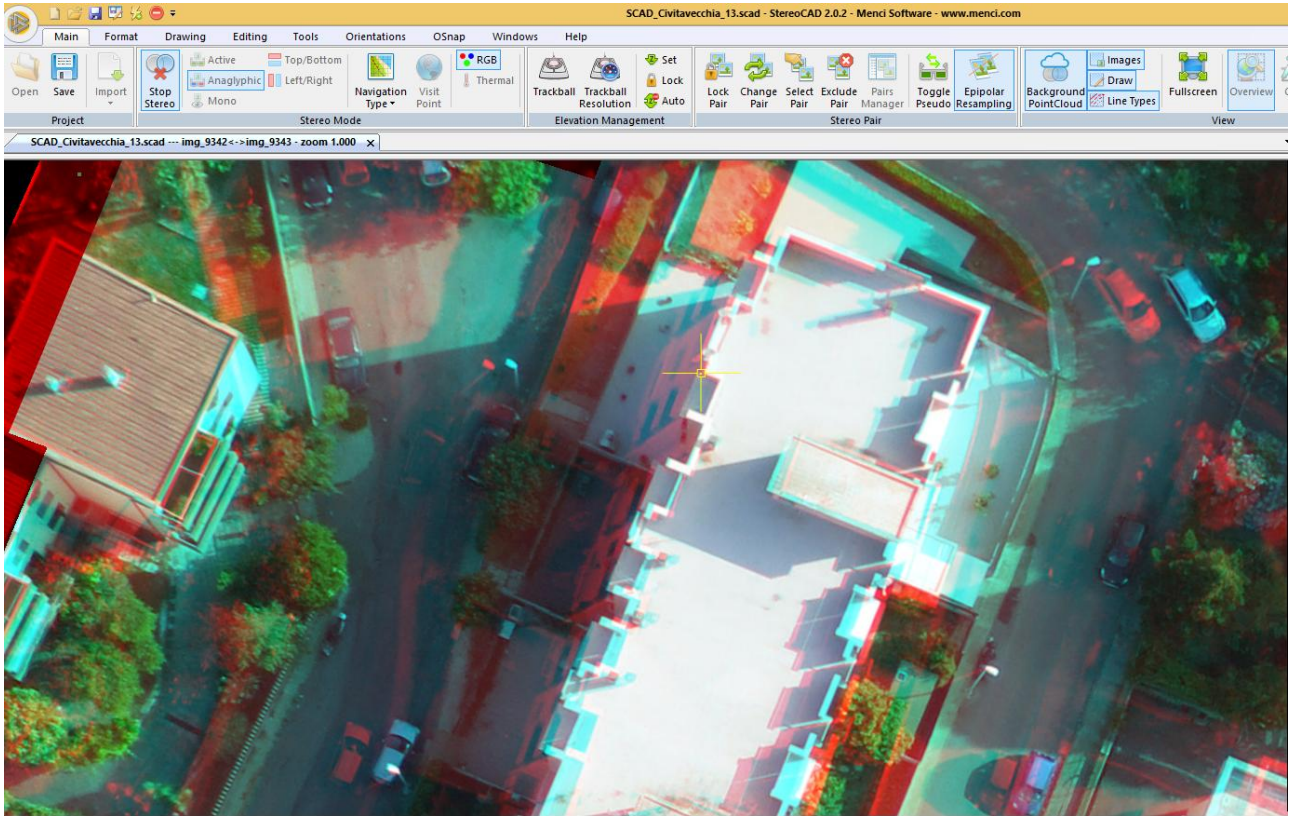 SCAD_Civitavecchia_13.scad - StereoCAD 2.0.2 - Menci Software - www.menci.com
Main Format Drawing Editing Tools Orientations OSnap Windows Help
Open Save Import Stop Stereo Active Anaglyphic Mono Top/Bottom Left/Right Navigation Type Visit Point RGB Thermal Trackball Trackball Resolution Set Lock Auto Lock Pair Change Pair Select Pair Exclude Pair Pairs Manager Toggle Pseudo Epipolar Resampling Background PointCloud Images Draw Line Types Fullscreen Overview
Project Stereo Mode Elevation Management Stereo Pair View
SCAD_Civitavecchia_13.scad --- img_9342<->img_9343 - zoom 1.000 x